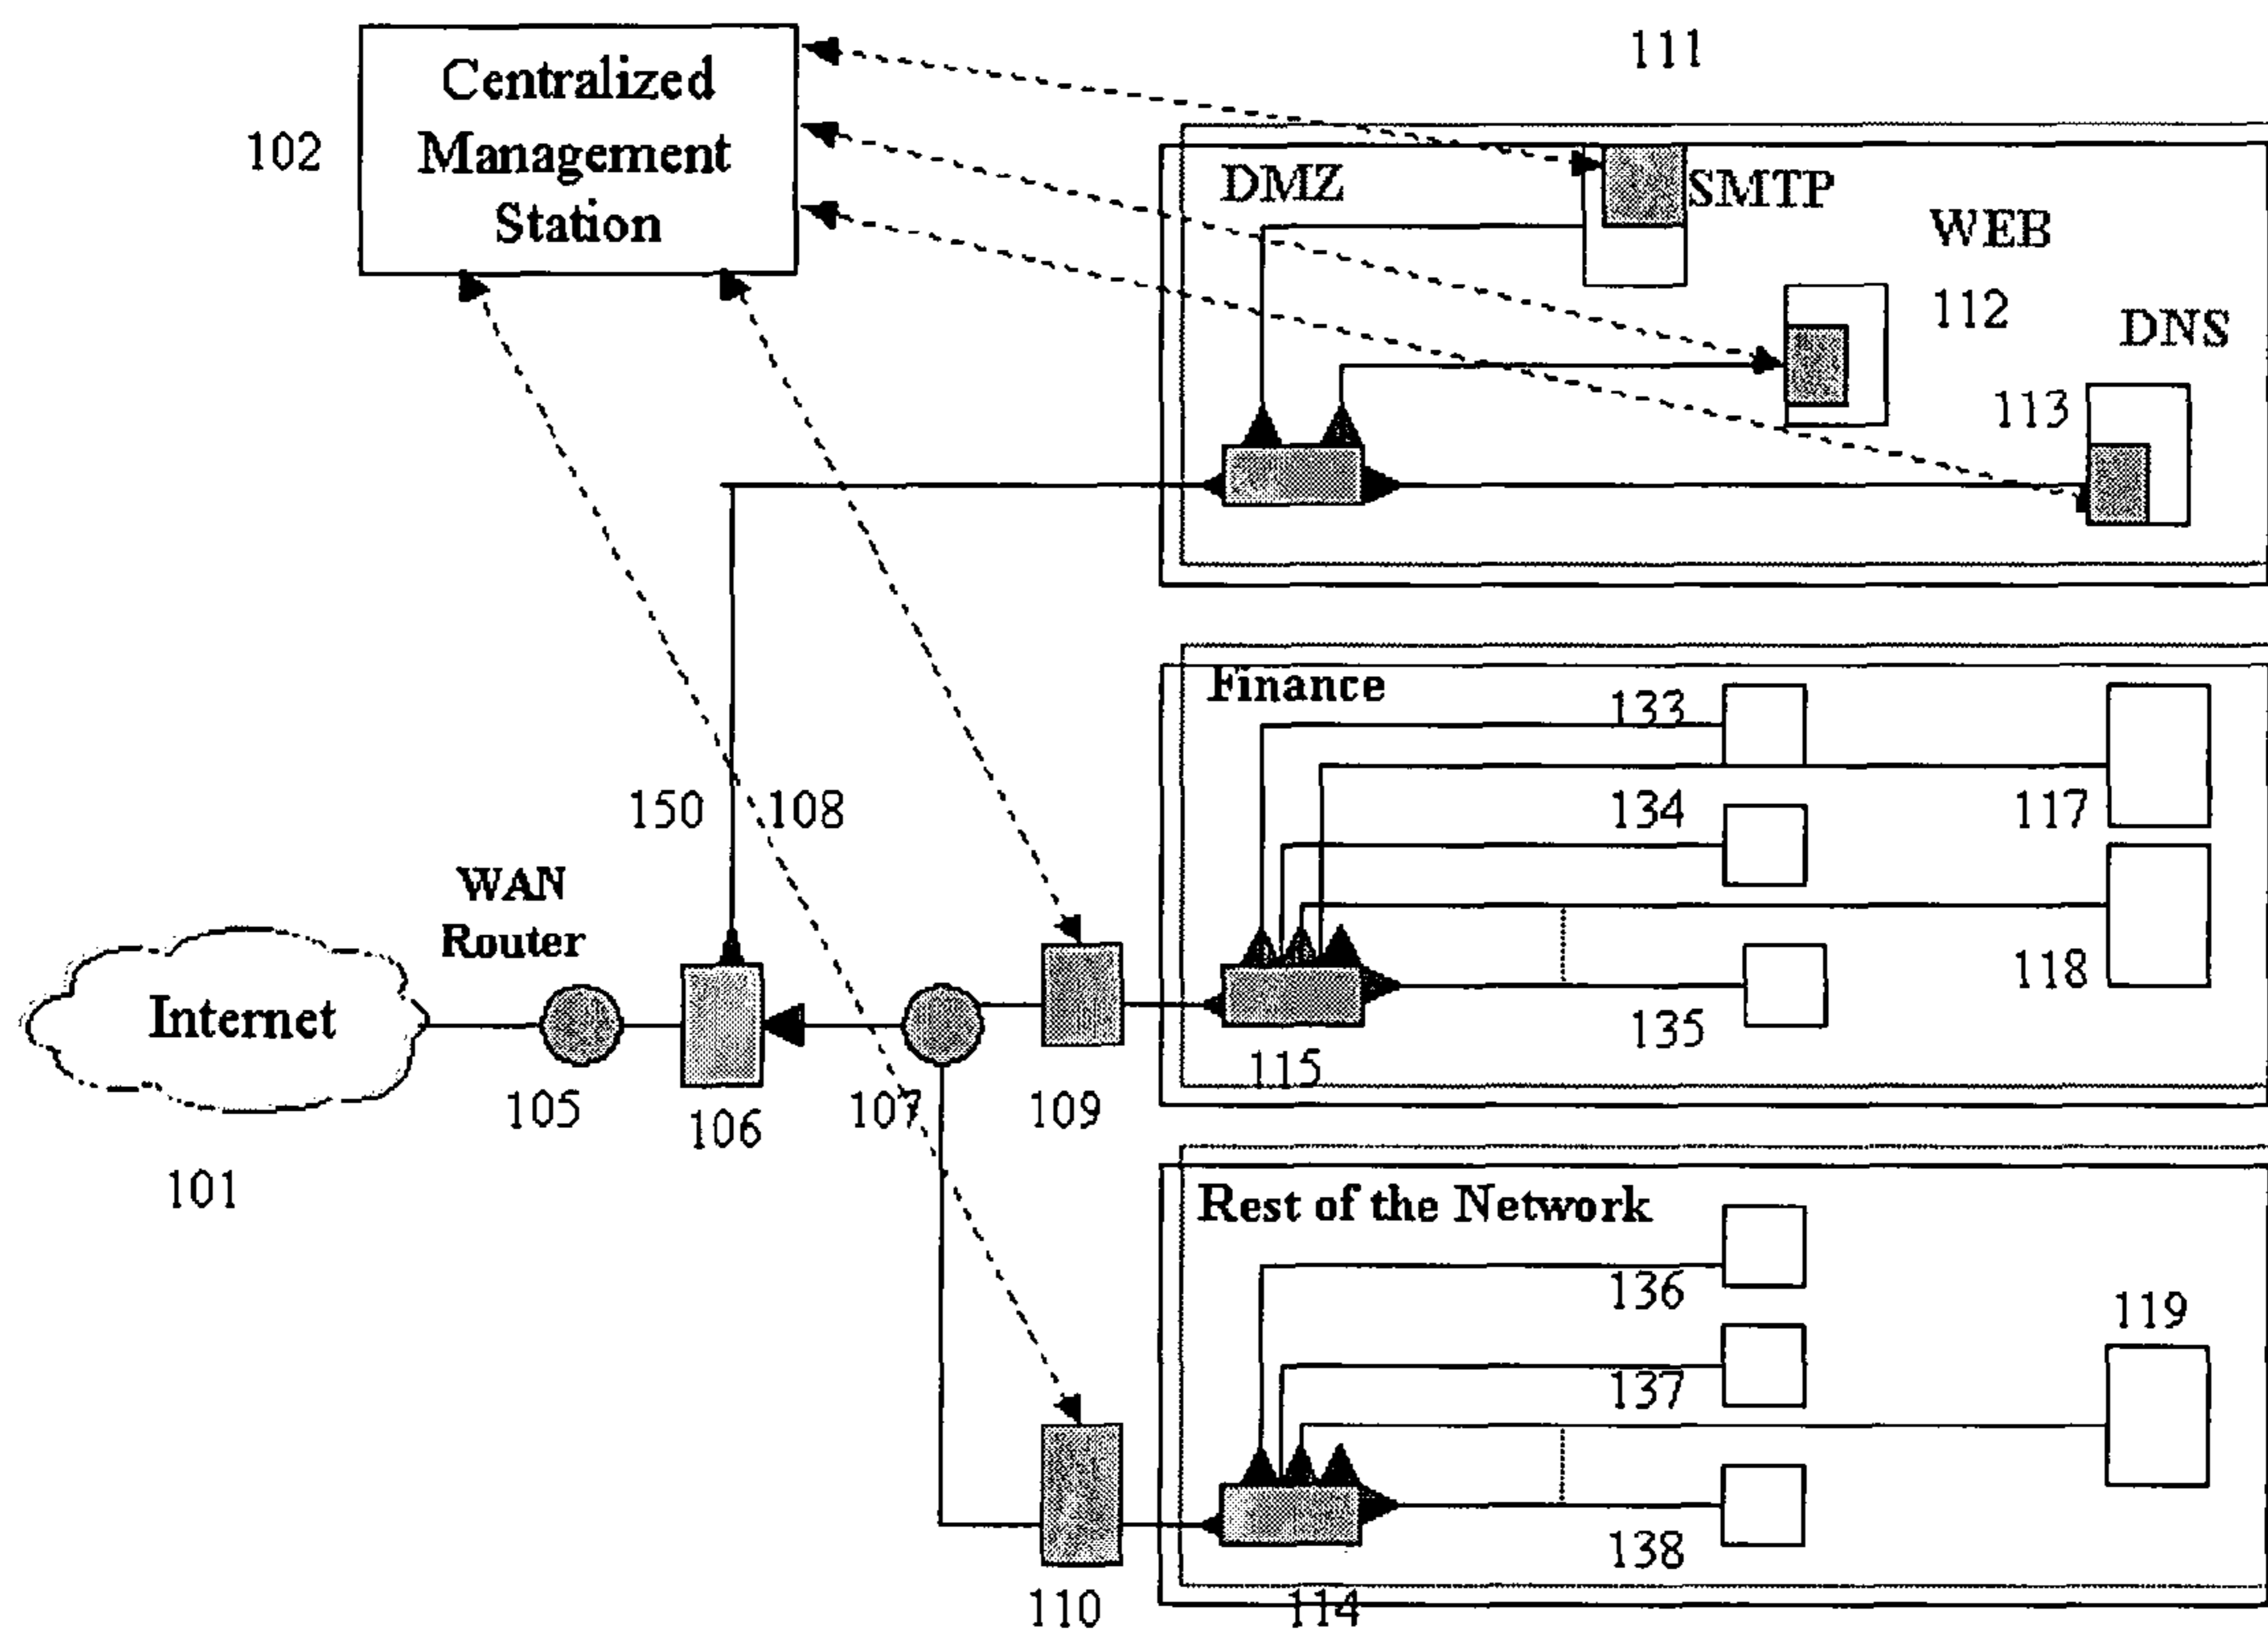 111
Centralized
Management
Station
102
DMZ
SMTP
WEB
112
DNS
113
Finance
133
134
117
118
135
115
150
108
WAN
Router
Internet
101
105
106
107
109
Rest of the Network
136
137
119
138
110
114